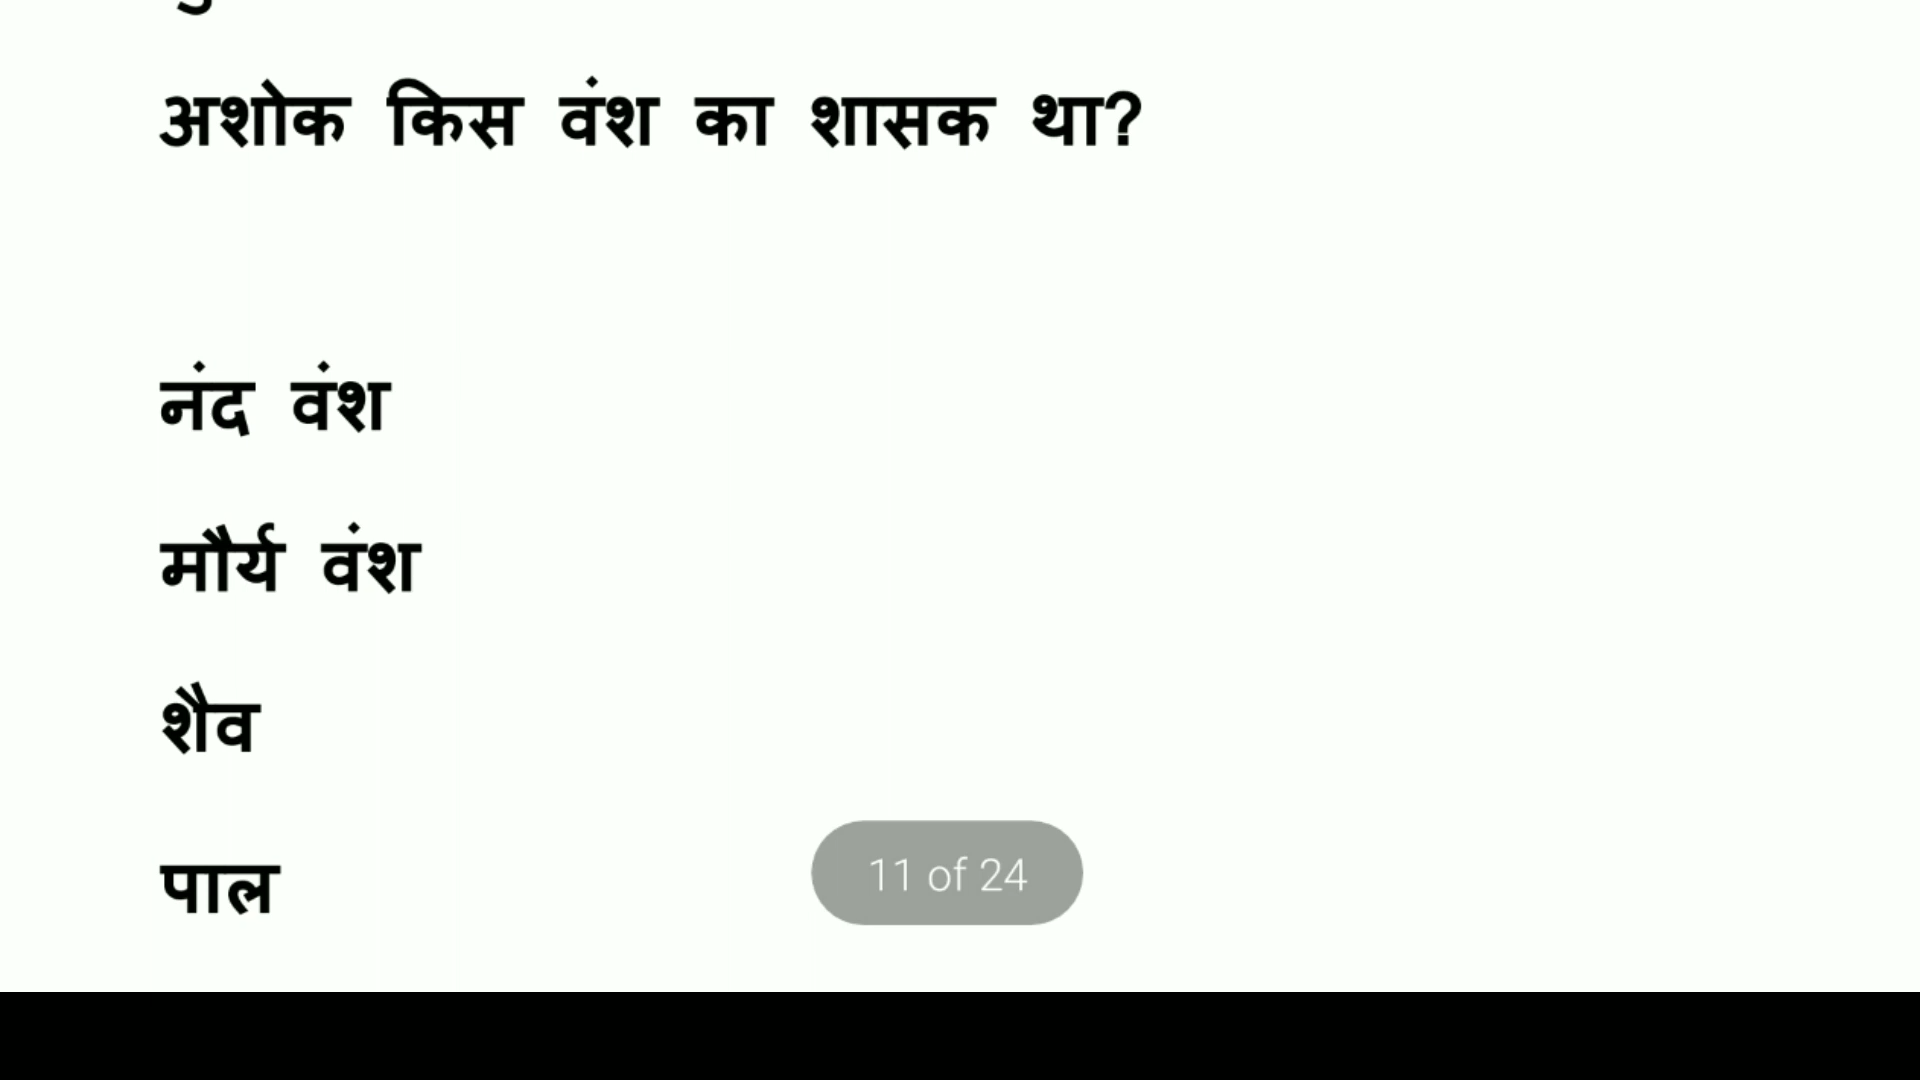 अशोक किस वंश का शासक था?
नंद वंश
मौर्य वंश
शैव
पाल
11 of 24